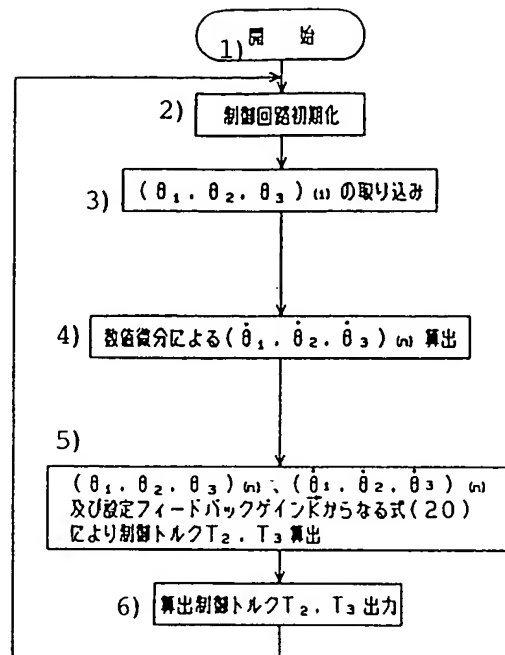 1) 開 始
2) 制御回路初期化
3) (θ1. θ2. θ3)(1) の取り込み
4) 数値微分による(θ̇1. θ̇2. θ̇3)(n) 算出
5)
(θ1. θ2. θ3)(n)、(θ̇1. θ̇2. θ̇3)(n)
及び設定フィードバックゲインK⃗からなる式(20)
により制御トルクT2. T3 算出
6) 算出制御トルクT2. T3 出力